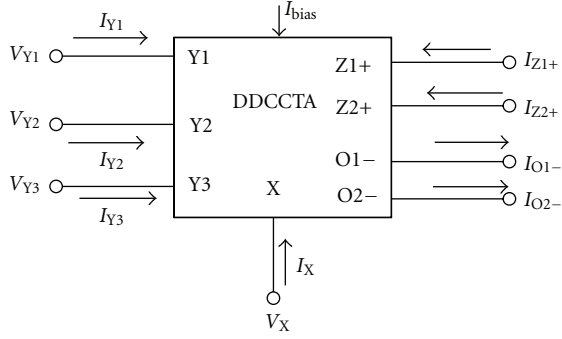 I_bias
I_Y1
V_Y1
Y1
Z1+
I_Z1+
DDCCTA
Z2+
I_Z2+
V_Y2
Y2
I_Y2
O1−
I_O1−
V_Y3
Y3
X
O2−
I_O2−
I_Y3
I_X
V_X